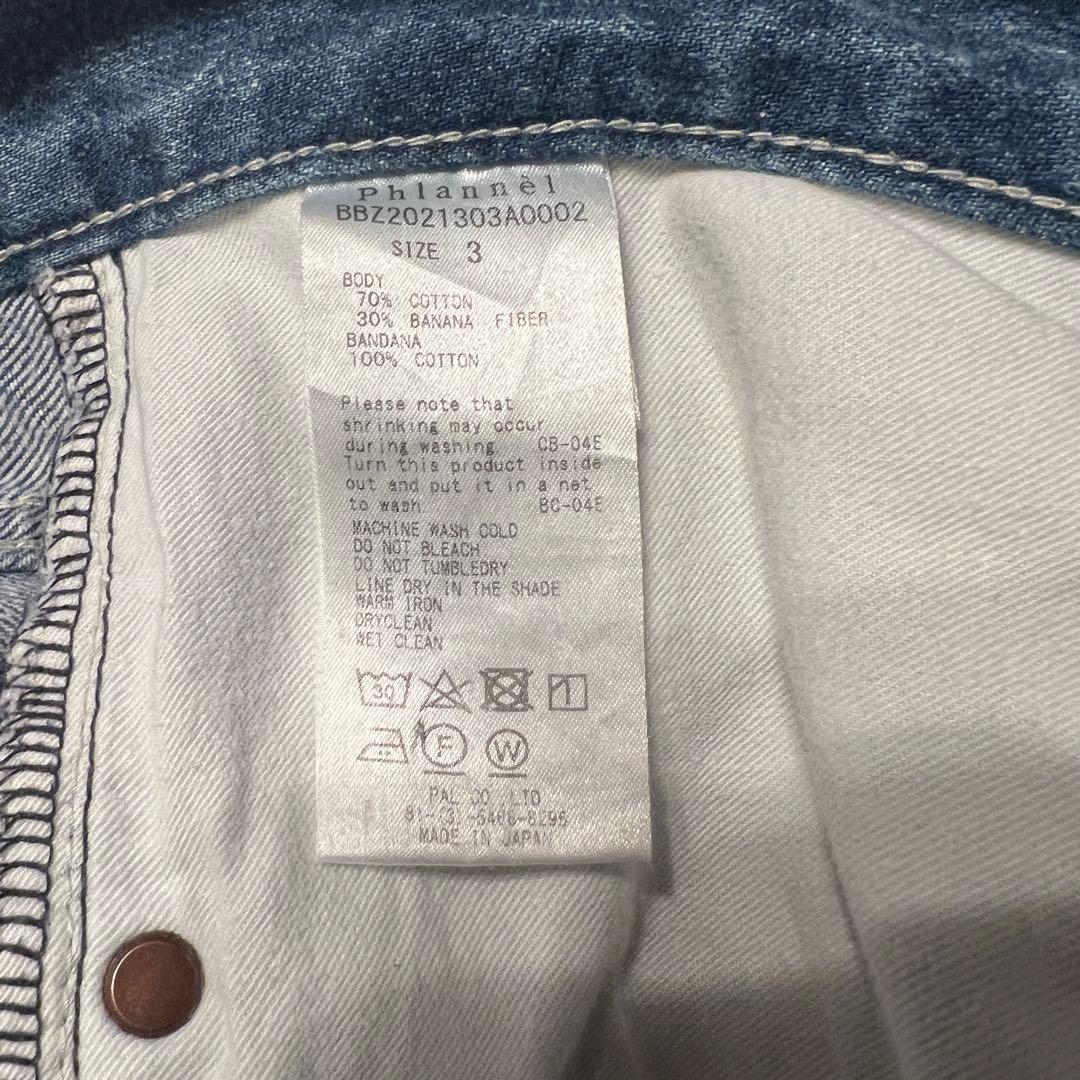 Phlannèl
BBZ2021303A0002
SIZE 3
BODY
70% COTTON
30% BANANA FIBER
BANDANA
100% COTTON
Please note that
shrinking may occur
during washing CB-04E
Turn this product inside
out and put it in a net
to wash BC-04E
MACHINE WASH COLD
DO NOT BLEACH
DO NOT TUMBLEDRY
LINE DRY IN THE SHADE
WARM IRON
DRYCLEAN
WET CLEAN
30
F W
PAL CO LTD
MADE IN JAPAN